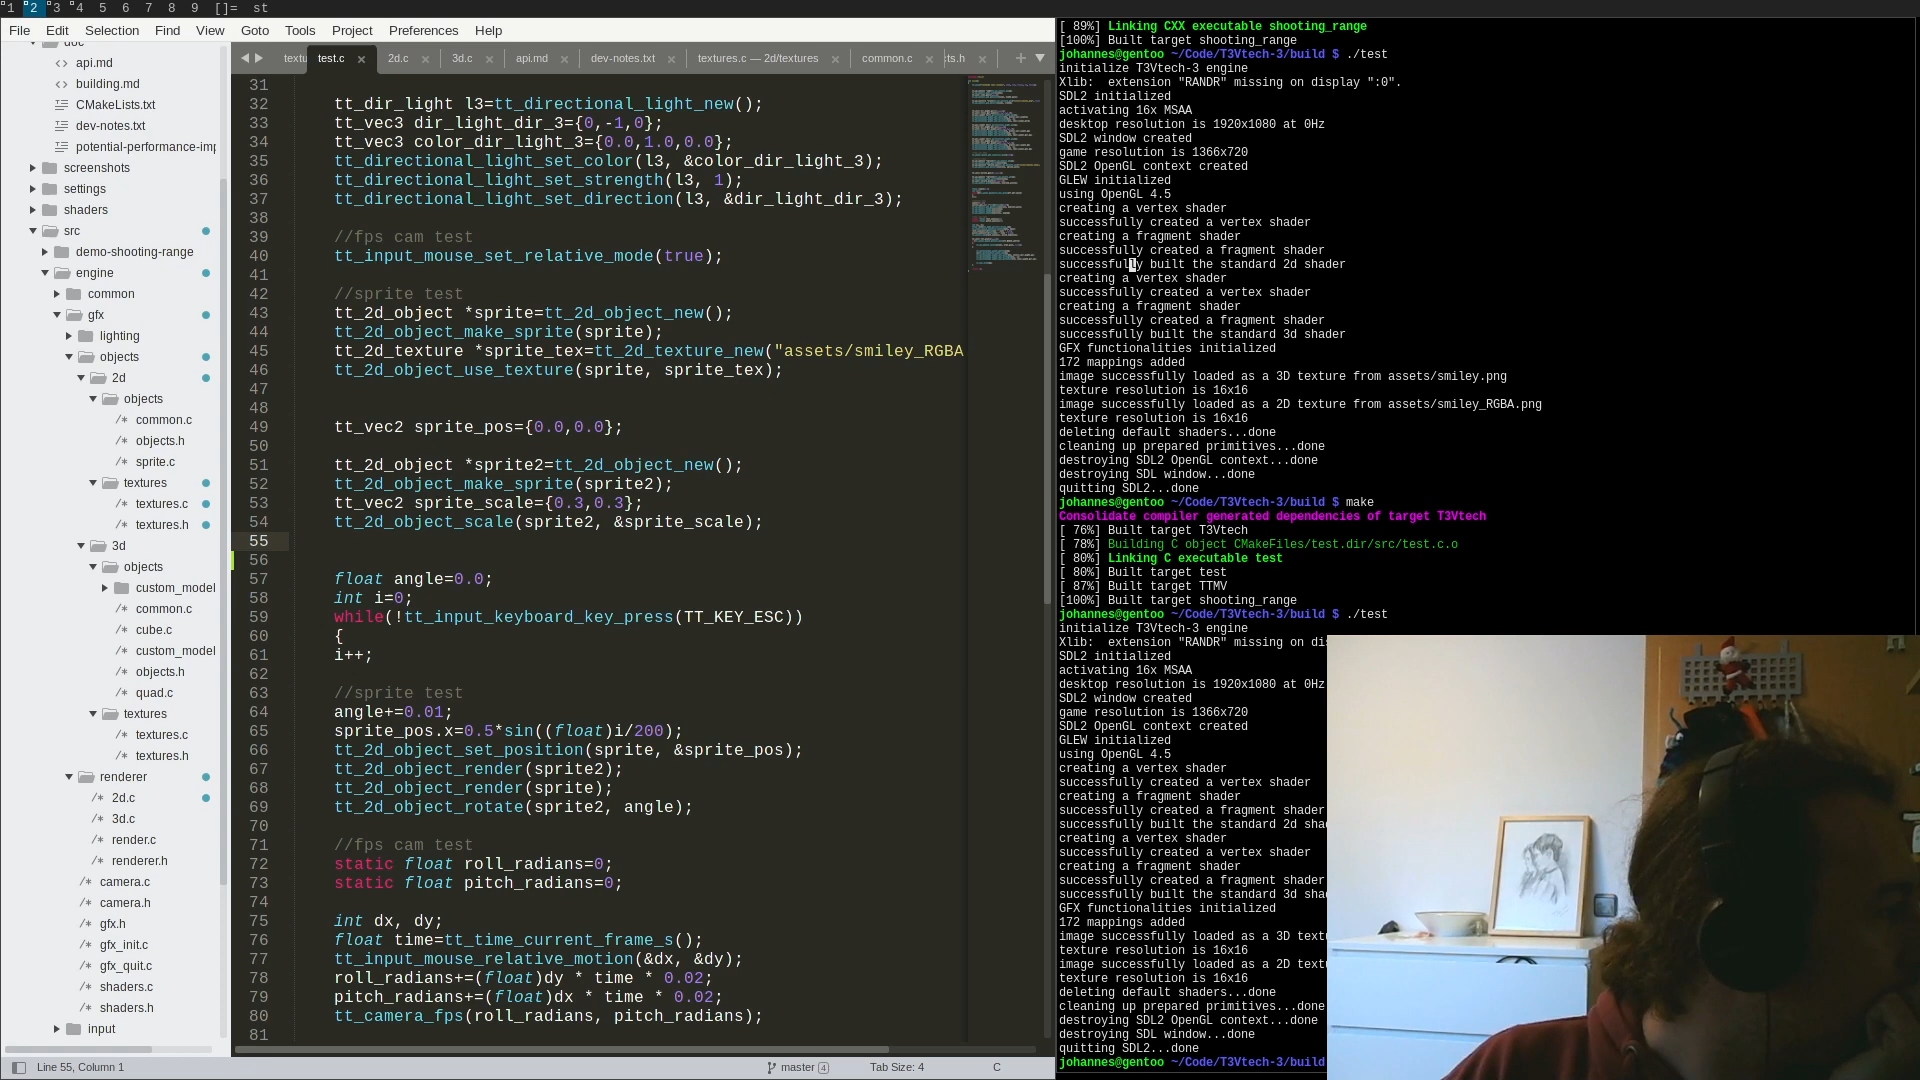 1 2 3 4 5 6 7 8 9 []= st
File Edit Selection Find View Goto Tools Project Preferences Help
doc
api.md
building.md
CMakeLists.txt
dev-notes.txt
potential-performance-imp
screenshots
settings
shaders
src
demo-shooting-range
engine
common
gfx
lighting
objects
2d
objects
common.c
objects.h
sprite.c
textures
textures.c
textures.h
3d
objects
custom_model
common.c
cube.c
custom_model
objects.h
quad.c
textures
textures.c
textures.h
renderer
2d.c
3d.c
render.c
renderer.h
camera.c
camera.h
gfx.h
gfx_init.c
gfx_quit.c
shaders.c
shaders.h
input
textu test.c 2d.c 3d.c api.md dev-notes.txt textures.c — 2d/textures common.c ts.h
31
32 tt_dir_light l3=tt_directional_light_new();
33 tt_vec3 dir_light_dir_3={0,-1,0};
34 tt_vec3 color_dir_light_3={0.0,1.0,0.0};
35 tt_directional_light_set_color(l3, &color_dir_light_3);
36 tt_directional_light_set_strength(l3, 1);
37 tt_directional_light_set_direction(l3, &dir_light_dir_3);
38
39 //fps cam test
40 tt_input_mouse_set_relative_mode(true);
41
42 //sprite test
43 tt_2d_object *sprite=tt_2d_object_new();
44 tt_2d_object_make_sprite(sprite);
45 tt_2d_texture *sprite_tex=tt_2d_texture_new("assets/smiley_RGBA
46 tt_2d_object_use_texture(sprite, sprite_tex);
47
48
49 tt_vec2 sprite_pos={0.0,0.0};
50
51 tt_2d_object *sprite2=tt_2d_object_new();
52 tt_2d_object_make_sprite(sprite2);
53 tt_vec2 sprite_scale={0.3,0.3};
54 tt_2d_object_scale(sprite2, &sprite_scale);
55
56
57 float angle=0.0;
58 int i=0;
59 while(!tt_input_keyboard_key_press(TT_KEY_ESC))
60 {
61 i++;
62
63 //sprite test
64 angle+=0.01;
65 sprite_pos.x=0.5*sin((float)i/200);
66 tt_2d_object_set_position(sprite, &sprite_pos);
67 tt_2d_object_render(sprite2);
68 tt_2d_object_render(sprite);
69 tt_2d_object_rotate(sprite2, angle);
70
71 //fps cam test
72 static float roll_radians=0;
73 static float pitch_radians=0;
74
75 int dx, dy;
76 float time=tt_time_current_frame_s();
77 tt_input_mouse_relative_motion(&dx, &dy);
78 roll_radians+=(float)dy * time * 0.02;
79 pitch_radians+=(float)dx * time * 0.02;
80 tt_camera_fps(roll_radians, pitch_radians);
81
Line 55, Column 1 master 4 Tab Size: 4 C
[ 89%] Linking CXX executable shooting_range
[100%] Built target shooting_range
johannes@gentoo ~/Code/T3Vtech-3/build $ ./test
initialize T3Vtech-3 engine
Xlib:  extension "RANDR" missing on display ":0".
SDL2 initialized
activating 16x MSAA
desktop resolution is 1920x1080 at 0Hz
SDL2 window created
game resolution is 1366x720
SDL2 OpenGL context created
GLEW initialized
using OpenGL 4.5
creating a vertex shader
successfully created a vertex shader
creating a fragment shader
successfully created a fragment shader
successfully built the standard 2d shader
creating a vertex shader
successfully created a vertex shader
creating a fragment shader
successfully created a fragment shader
successfully built the standard 3d shader
GFX functionalities initialized
172 mappings added
image successfully loaded as a 3D texture from assets/smiley.png
texture resolution is 16x16
image successfully loaded as a 2D texture from assets/smiley_RGBA.png
texture resolution is 16x16
deleting default shaders...done
cleaning up prepared primitives...done
destroying SDL2 OpenGL context...done
destroying SDL window...done
quitting SDL2...done
johannes@gentoo ~/Code/T3Vtech-3/build $ make
Consolidate compiler generated dependencies of target T3Vtech
[ 76%] Built target T3Vtech
[ 78%] Building C object CMakeFiles/test.dir/src/test.c.o
[ 80%] Linking C executable test
[ 80%] Built target test
[ 87%] Built target TTMV
[100%] Built target shooting_range
johannes@gentoo ~/Code/T3Vtech-3/build $ ./test
initialize T3Vtech-3 engine
Xlib:  extension "RANDR" missing on dis
SDL2 initialized
activating 16x MSAA
desktop resolution is 1920x1080 at 0Hz
SDL2 window created
game resolution is 1366x720
SDL2 OpenGL context created
GLEW initialized
using OpenGL 4.5
creating a vertex shader
successfully created a vertex shader
creating a fragment shader
successfully created a fragment shader
successfully built the standard 2d shad
creating a vertex shader
successfully created a vertex shader
creating a fragment shader
successfully created a fragment shader
successfully built the standard 3d shad
GFX functionalities initialized
172 mappings added
image successfully loaded as a 3D textu
texture resolution is 16x16
image successfully loaded as a 2D textu
texture resolution is 16x16
deleting default shaders...done
cleaning up prepared primitives...done
destroying SDL2 OpenGL context...done
destroying SDL window...done
quitting SDL2...done
johannes@gentoo ~/Code/T3Vtech-3/build